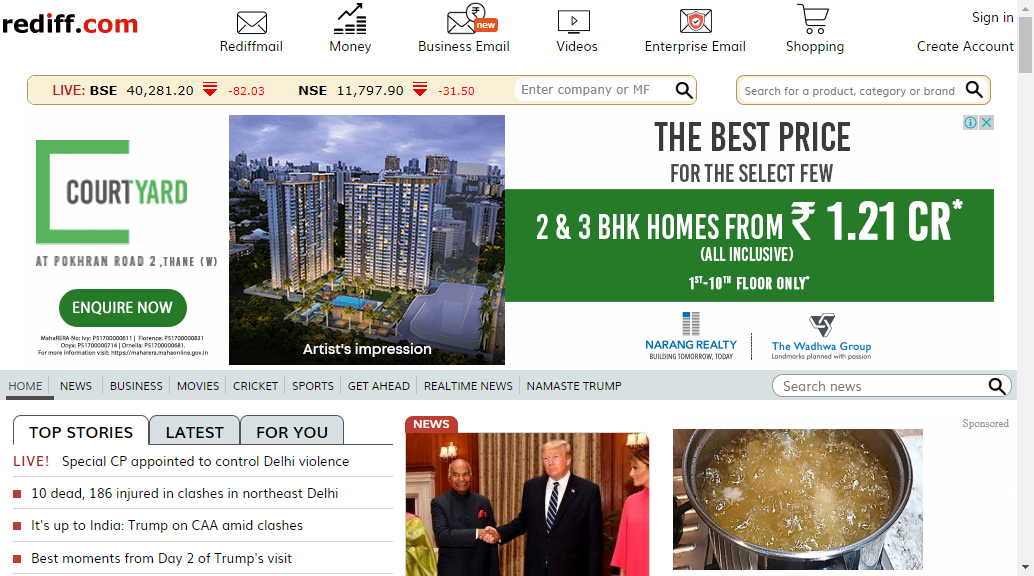 rediff.com
Rediffmail
Money
new
Business Email
Videos
Enterprise Email
Shopping
Sign in
Create Account
LIVE: BSE 40,281.20 -82.03 NSE 11,797.90 -31.50
Enter company or MF
Search for a product, category or brand
COURTYARD
AT POKHRAN ROAD 2, THANE (W)
ENQUIRE NOW
MahaRERA No: Ivy: P51700000611 | Florence: P51700000831
Onyx: P51700000714 | Ornella: P51700000681.
For more information visit: https://maharera.mahaonline.gov.in
Artist's impression
THE BEST PRICE
FOR THE SELECT FEW
2 & 3 BHK HOMES FROM ₹ 1.21 CR*
(ALL INCLUSIVE)
1ST-10TH FLOOR ONLY*
NARANG REALTY
BUILDING TOMORROW, TODAY
The Wadhwa Group
Landmarks planned with passion
HOME NEWS BUSINESS MOVIES CRICKET SPORTS GET AHEAD REALTIME NEWS NAMASTE TRUMP
Search news
TOP STORIES
LATEST
FOR YOU
LIVE! Special CP appointed to control Delhi violence
10 dead, 186 injured in clashes in northeast Delhi
It's up to India: Trump on CAA amid clashes
Best moments from Day 2 of Trump's visit
NEWS
Sponsored